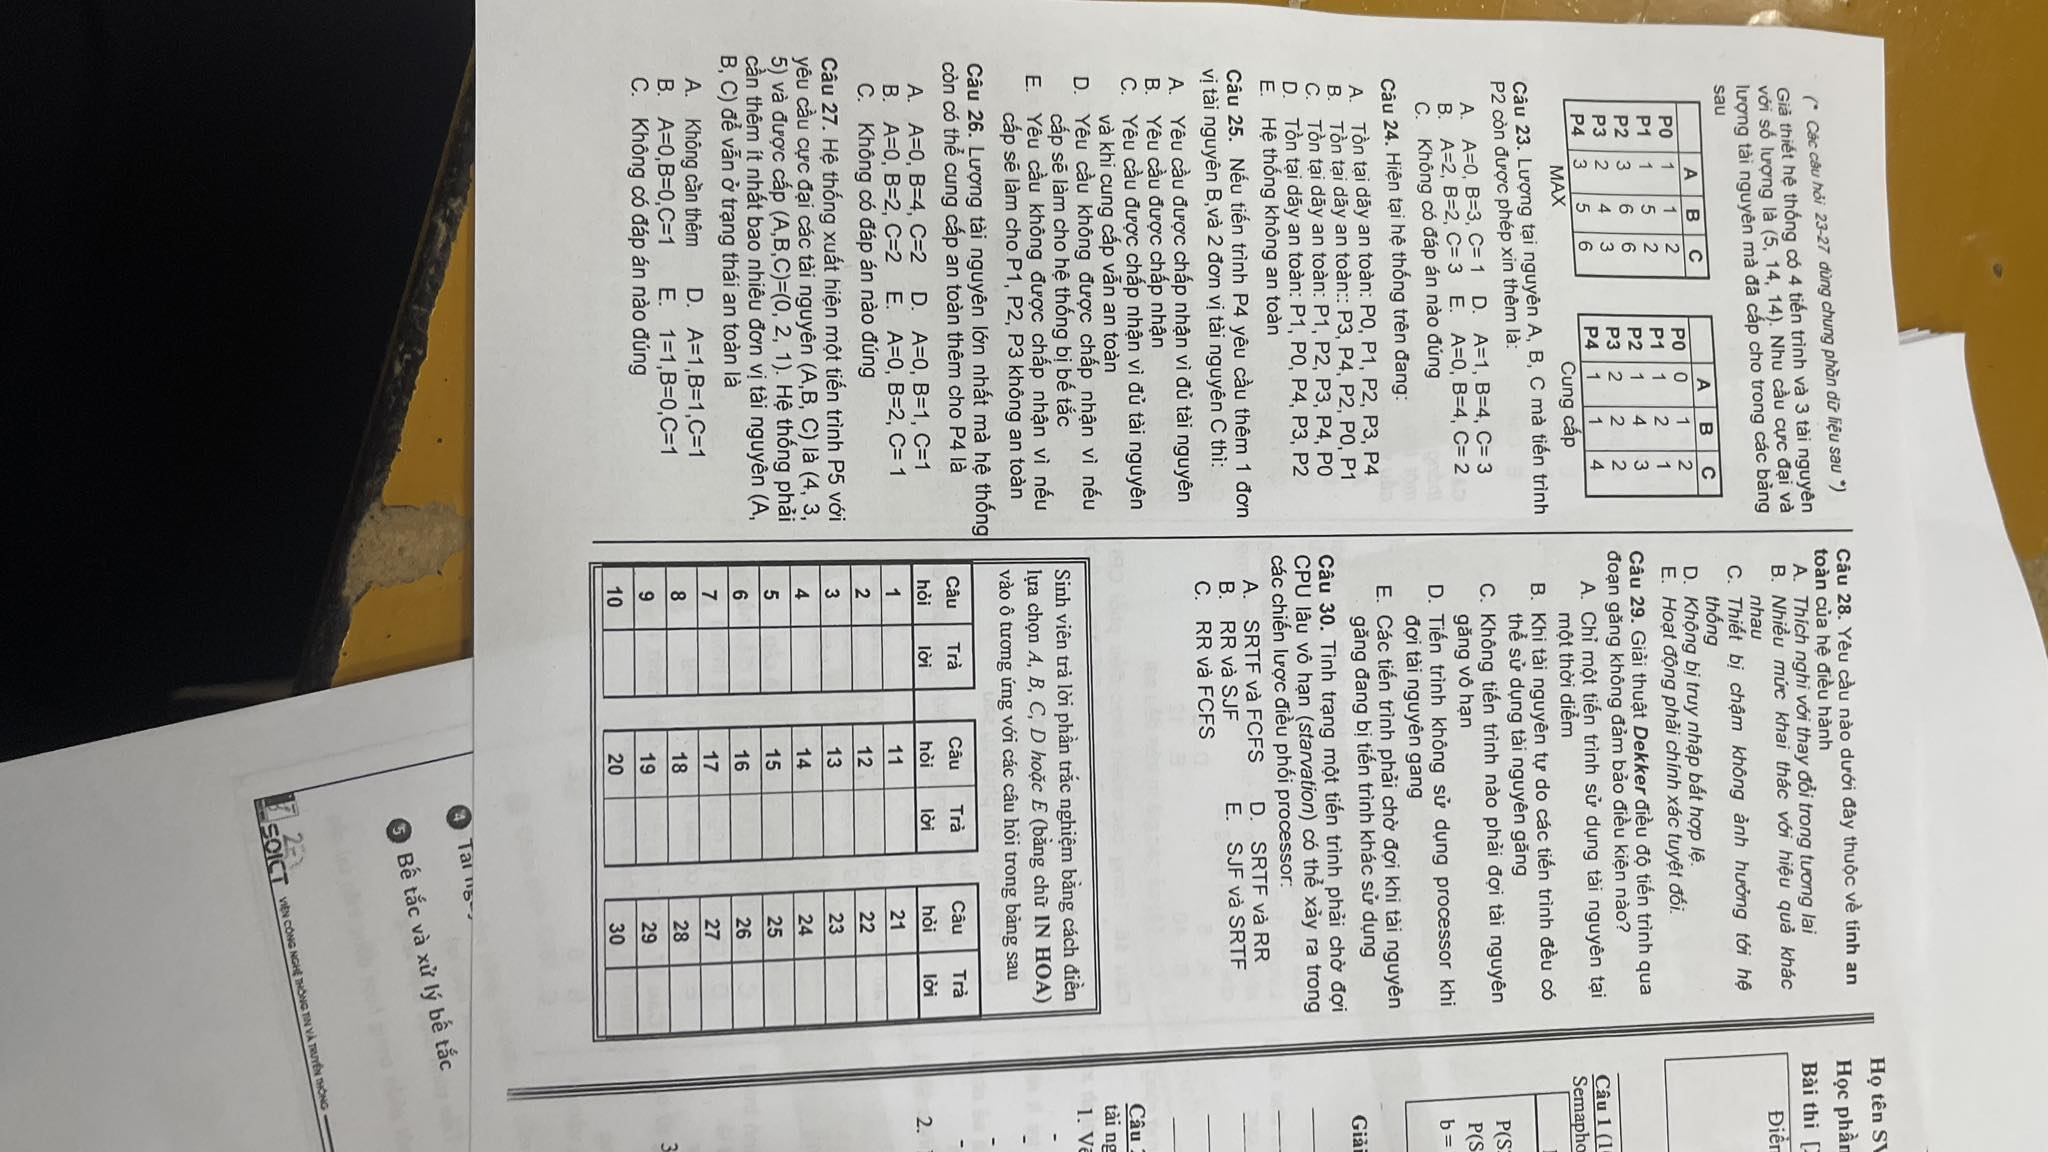 (* Các câu hỏi 23-27 dùng chung phần dữ liệu sau *)
Giả thiết hệ thống có 4 tiến trình và 3 tài nguyên
với số lượng là (5, 14, 14). Nhu cầu cực đại và
lượng tài nguyên mà đã cấp cho trong các bảng
sau
A B C
P0 1 1 2
P1 1 5 2
P2 3 6 6
P3 2 4 3
P4 3 5 6
MAX
A B C
P0 0 1 2
P1 1 2 1
P2 1 4 3
P3 2 2 2
P4 1 1 4
Cung cấp
Câu 23. Lượng tại nguyên A, B, C mà tiến trình
P2 còn được phép xin thêm là:
A. A=0, B=3, C= 1 D. A=1, B=4, C= 3
B. A=2, B=2, C= 3 E. A=0, B=4, C= 2
C. Không có đáp án nào đúng
Câu 24. Hiện tại hệ thống trên đang:
A. Tồn tại dãy an toàn: P0, P1, P2, P3, P4
B. Tồn tại dãy an toàn:: P3, P4, P2, P0, P1
C. Tồn tại dãy an toàn: P1, P2, P3, P4, P0
D. Tồn tại dãy an toàn: P1, P0, P4, P3, P2
E. Hệ thống không an toàn
Câu 25. Nếu tiến trình P4 yêu cầu thêm 1 đơn
vị tài nguyên B,và 2 đơn vị tài nguyên C thì:
A. Yêu cầu được chấp nhận vì đủ tài nguyên
B. Yêu cầu được chấp nhận
C. Yêu cầu được chấp nhận vì đủ tài nguyên
và khi cung cấp vẫn an toàn
D. Yêu cầu không được chấp nhận vì nếu
cấp sẽ làm cho hệ thống bị bế tắc
E. Yêu cầu không được chấp nhận vì nếu
cấp sẽ làm cho P1, P2, P3 không an toàn
Câu 26. Lượng tài nguyên lớn nhất mà hệ thống
còn có thể cung cấp an toàn thêm cho P4 là
A. A=0, B=4, C=2 D. A=0, B=1, C=1
B. A=0, B=2, C=2 E. A=0, B=2, C= 1
C. Không có đáp án nào đúng
Câu 27. Hệ thống xuất hiện một tiến trình P5 với
yêu cầu cực đại các tài nguyên (A,B, C) là (4, 3,
5) và được cấp (A,B,C)=(0, 2, 1). Hệ thống phải
cần thêm ít nhất bao nhiêu đơn vị tài nguyên (A,
B, C) để vẫn ở trạng thái an toàn là
A. Không cần thêm D. A=1,B=1,C=1
B. A=0,B=0,C=1 E. 1=1,B=0,C=1
C. Không có đáp án nào đúng
Câu 28. Yêu cầu nào dưới đây thuộc về tính an
toàn của hệ điều hành
A. Thích nghi với thay đổi trong tương lai
B. Nhiều mức khai thác với hiệu quả khác
nhau
C. Thiết bị chậm không ảnh hưởng tới hệ
thống
D. Không bị truy nhập bất hợp lệ.
E. Hoạt động phải chính xác tuyệt đối.
Câu 29. Giải thuật Dekker điều độ tiến trình qua
đoạn găng không đảm bảo điều kiện nào?
A. Chỉ một tiến trình sử dụng tài nguyên tại
một thời diểm
B. Khi tài nguyên tự do các tiến trình đều có
thể sử dụng tài nguyên găng
C. Không tiến trình nào phải đợi tài nguyên
găng vô hạn
D. Tiến trình không sử dụng processor khi
đợi tài nguyên gang
E. Các tiến trình phải chờ đợi khi tài nguyên
găng đang bị tiến trình khác sử dụng
Câu 30. Tình trạng một tiến trình phải chờ đợi
CPU lâu vô hạn (starvation) có thể xảy ra trong
các chiến lược điều phối processor:
A. SRTF và FCFS D. SRTF và RR
B. RR và SJF E. SJF và SRTF
C. RR và FCFS
Sinh viên trả lời phần trắc nghiệm bằng cách điền
lựa chọn A, B, C, D hoặc E (bằng chữ IN HOA)
vào ô tương ứng với các câu hỏi trong bảng sau
Câu hỏi Trả lời Câu hỏi Trả lời Câu hỏi Trả lời
1 11 21
2 12 22
3 13 23
4 14 24
5 15 25
6 16 26
7 17 27
8 18 28
9 19 29
10 20 30
Họ tên SV
Học phần
Bài thi
Điền
Câu 1
Semapho
P(S
P(S
b =
Giải
Câu
tài ng
1.
2.
3
4
5 Bế tắc và xử lý bế tắc
SOICT VIỆN CÔNG NGHỆ THÔNG TIN VÀ TRUYỀN THÔNG